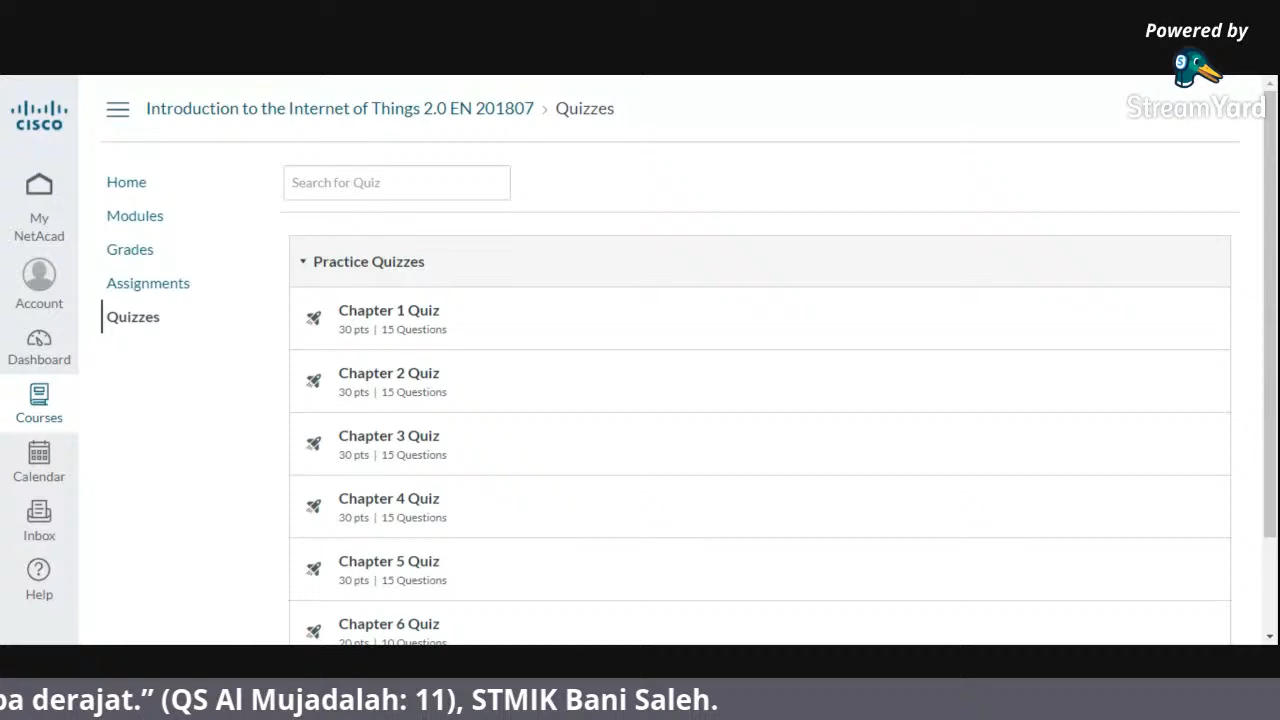 Powered by
StreamYard
CISCO
Introduction to the Internet of Things 2.0 EN 201807 › Quizzes
My
NetAcad
Account
Dashboard
Courses
Calendar
Inbox
Help
Home
Modules
Grades
Assignments
Quizzes
Search for Quiz
Practice Quizzes
Chapter 1 Quiz
30 pts | 15 Questions
Chapter 2 Quiz
30 pts | 15 Questions
Chapter 3 Quiz
30 pts | 15 Questions
Chapter 4 Quiz
30 pts | 15 Questions
Chapter 5 Quiz
30 pts | 15 Questions
Chapter 6 Quiz
20 pts | 10 Questions
derajat.” (QS Al Mujadalah: 11), STMIK Bani Saleh.